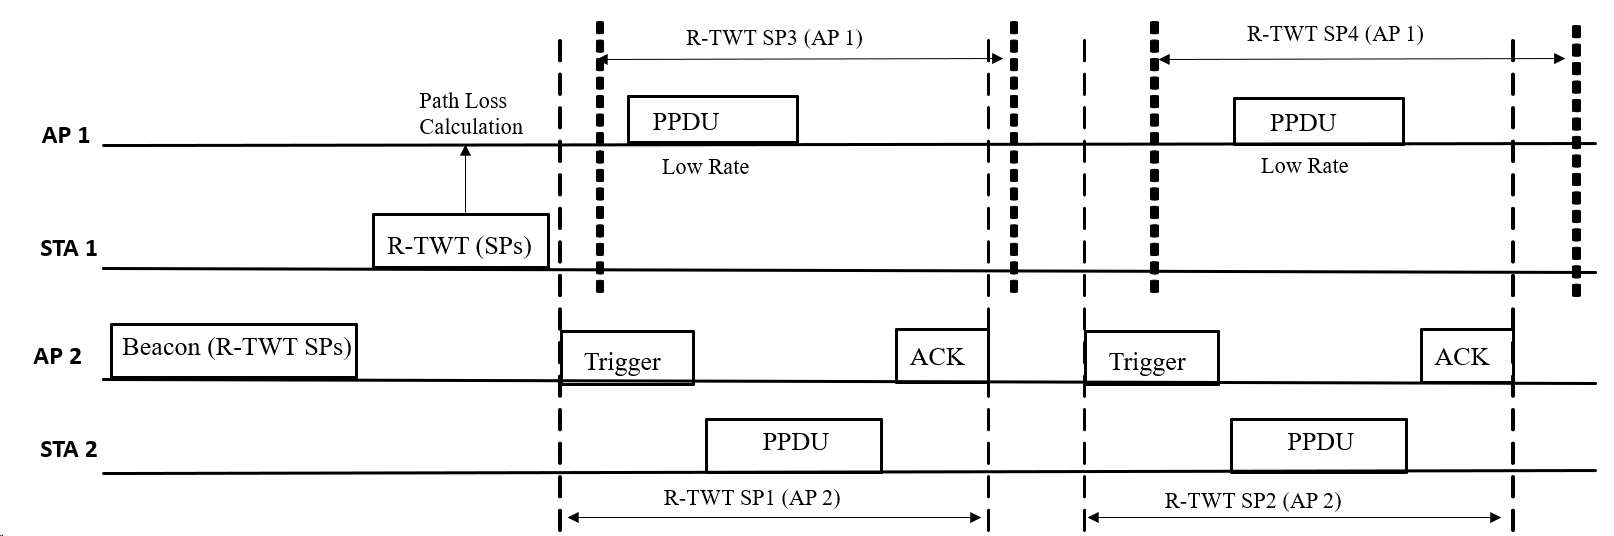 R-TWT SP3 (AP 1)
R-TWT SP4 (AP 1)
Path Loss
Calculation
PPDU
PPDU
AP 1
Low Rate
Low Rate
STA 1
R-TWT (SPs)
AP 2
Beacon (R-TWT SPs)
Trigger
ACK
Trigger
ACK
STA 2
PPDU
PPDU
R-TWT SP1 (AP 2)
R-TWT SP2 (AP 2)